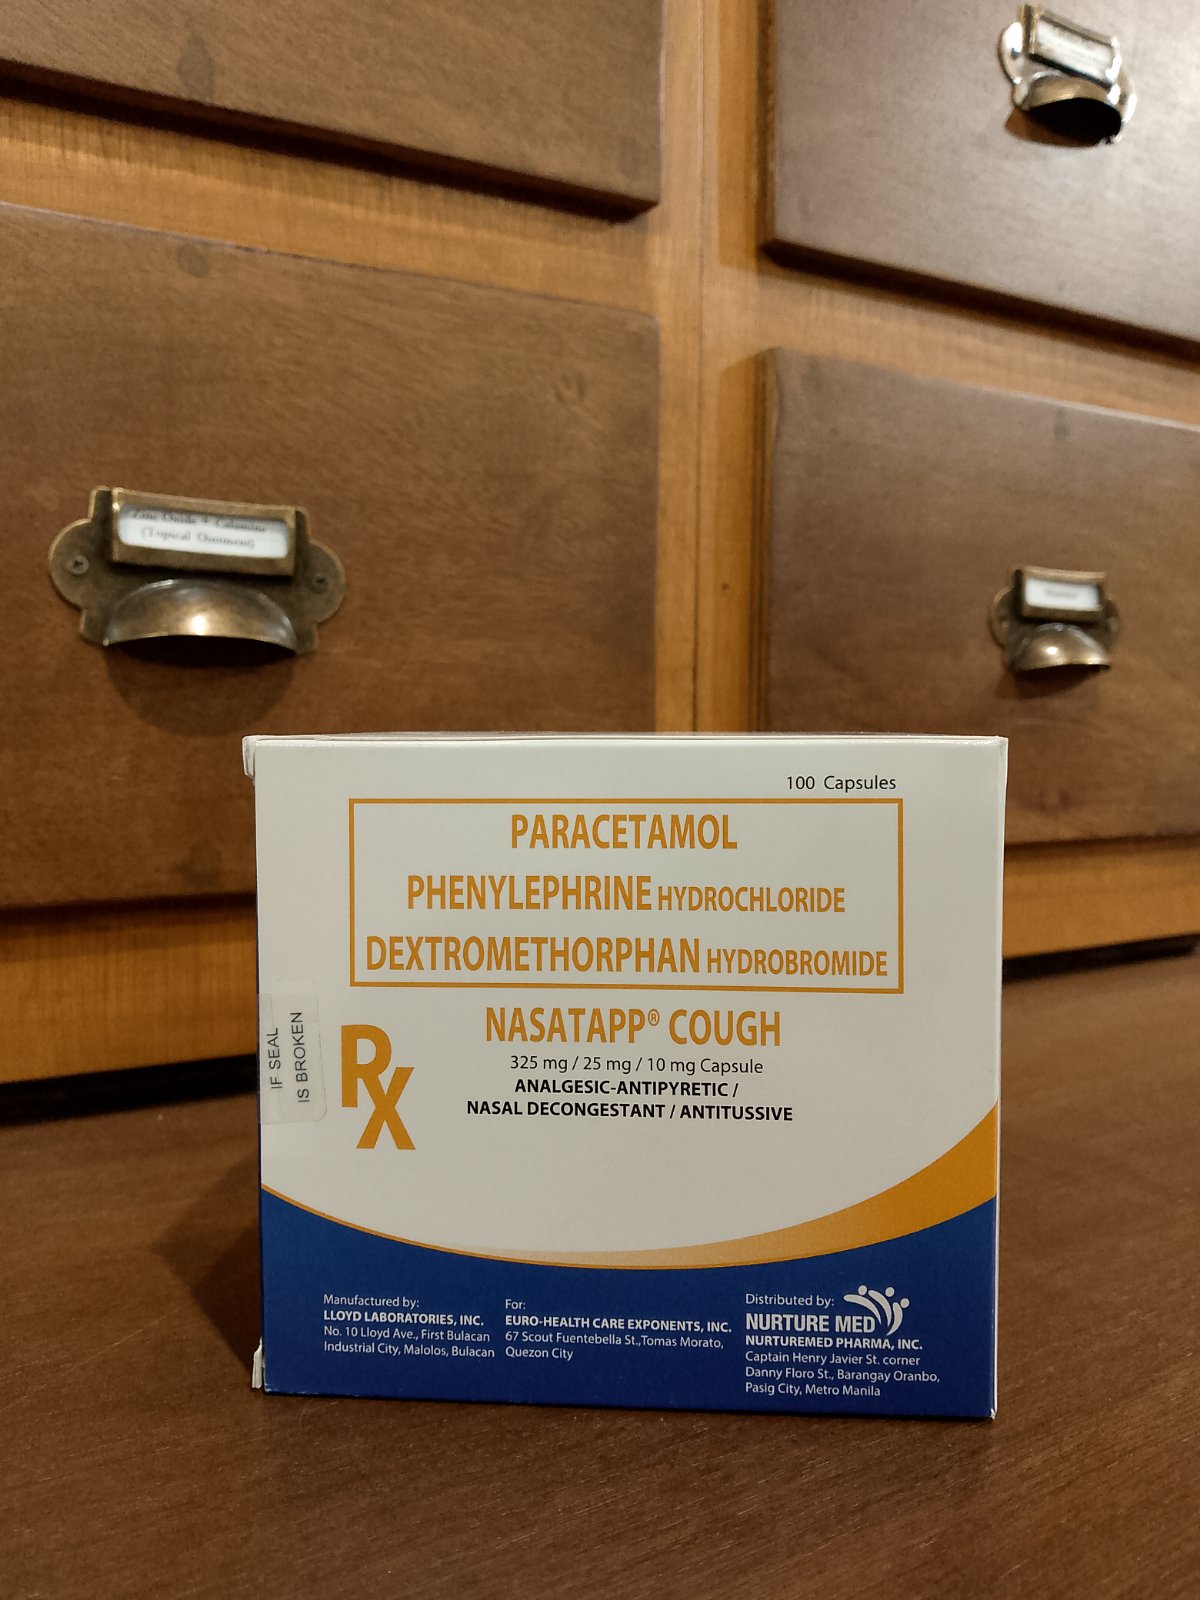 (Topical Ointment)
100 Capsules
PARACETAMOL
PHENYLEPHRINE HYDROCHLORIDE
DEXTROMETHORPHAN HYDROBROMIDE
NASATAPP® COUGH
325 mg / 25 mg / 10 mg Capsule
ANALGESIC-ANTIPYRETIC /
NASAL DECONGESTANT / ANTITUSSIVE
Rx
IF SEAL
IS BROKEN
Manufactured by:
LLOYD LABORATORIES, INC.
No. 10 Lloyd Ave., First Bulacan
Industrial City, Malolos, Bulacan
For:
EURO-HEALTH CARE EXPONENTS, INC.
67 Scout Fuentebella St.,Tomas Morato,
Quezon City
Distributed by:
NURTURE MED
NURTUREMED PHARMA, INC.
Captain Henry Javier St. corner
Danny Floro St., Barangay Oranbo,
Pasig City, Metro Manila